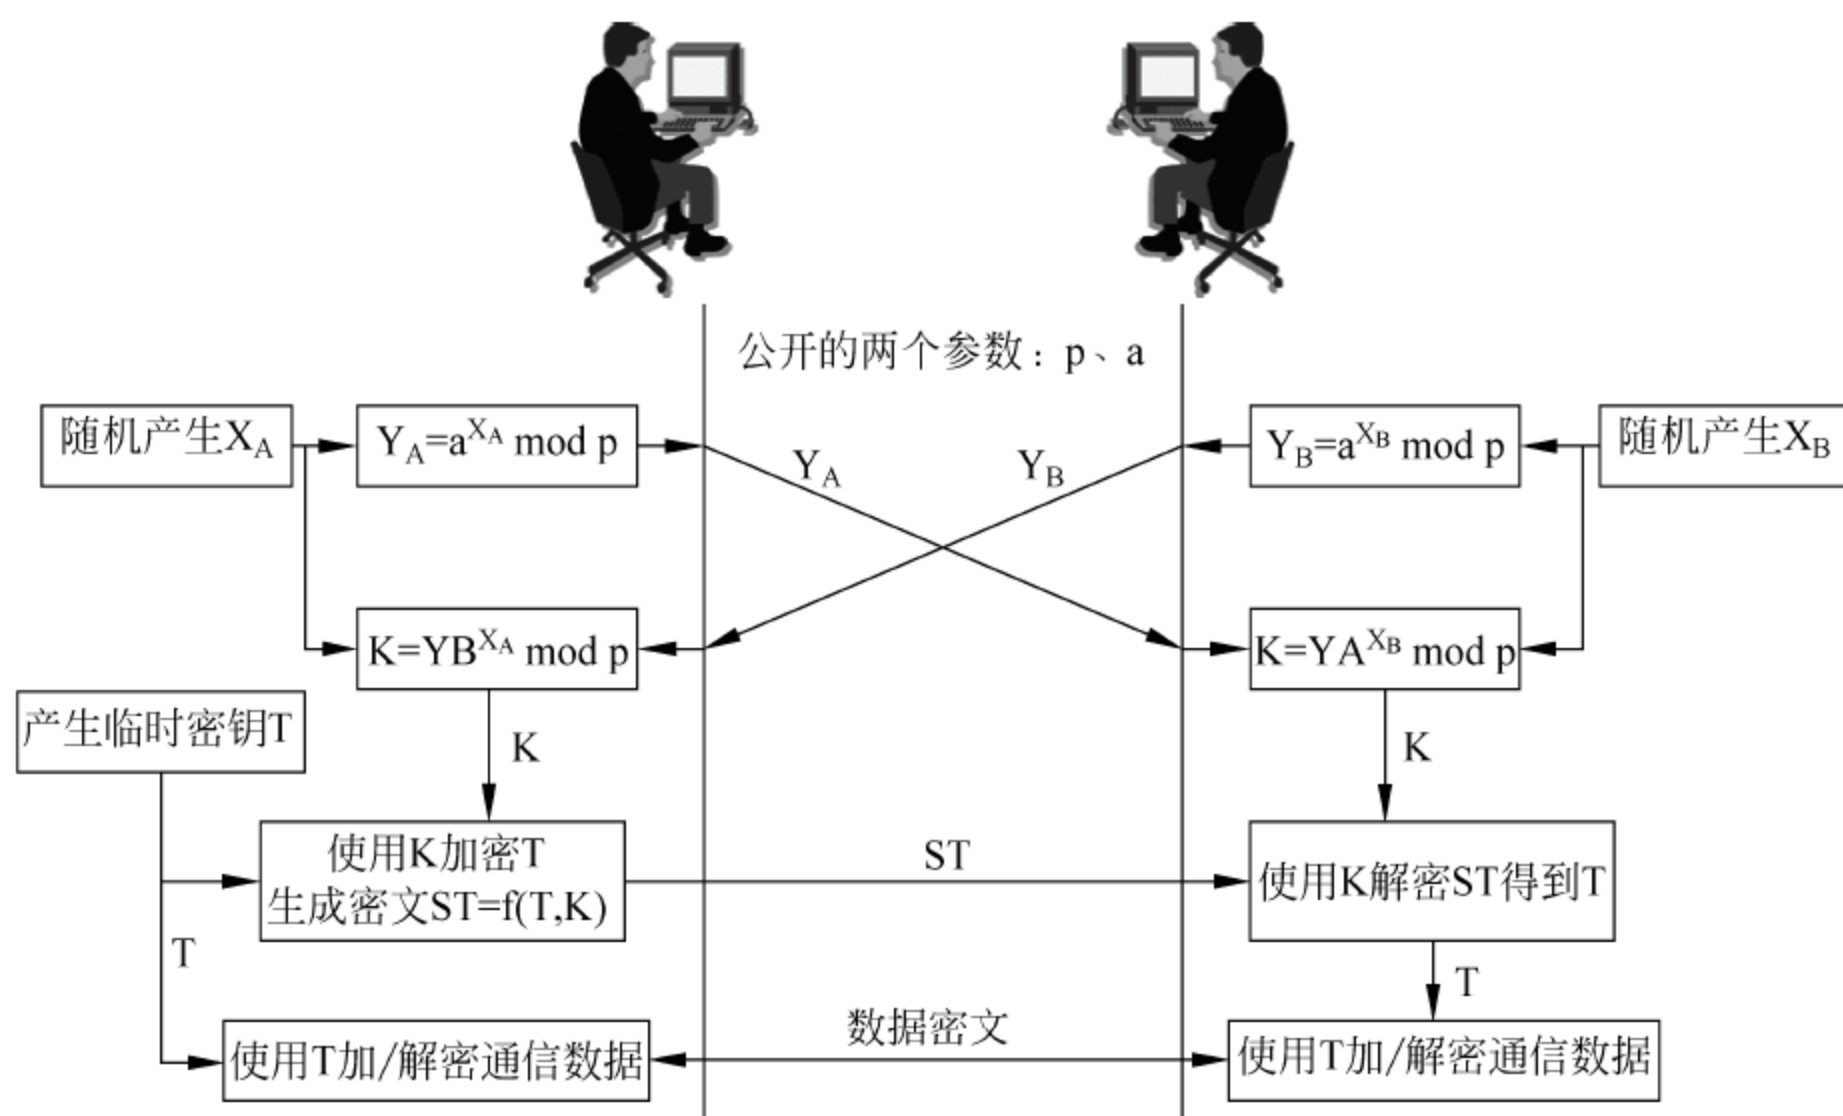 公开的两个参数：p、a
随机产生X_A
Y_A=a^{X_A} mod p
Y_A
Y_B
Y_B=a^{X_B} mod p
随机产生X_B
K=YB^{X_A} mod p
K=YA^{X_B} mod p
产生临时密钥T
K
K
使用K加密T
生成密文ST=f(T,K)
ST
使用K解密ST得到T
T
T
数据密文
使用T加/解密通信数据
使用T加/解密通信数据